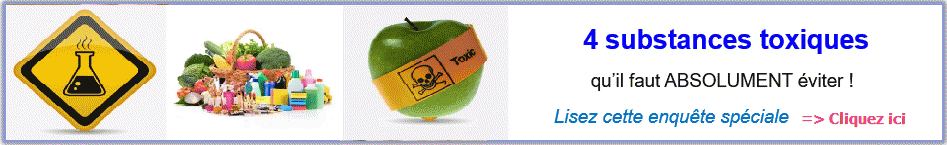 Toxic
4 substances toxiques
qu'il faut ABSOLUMENT éviter !
Lisez cette enquête spéciale => Cliquez ici